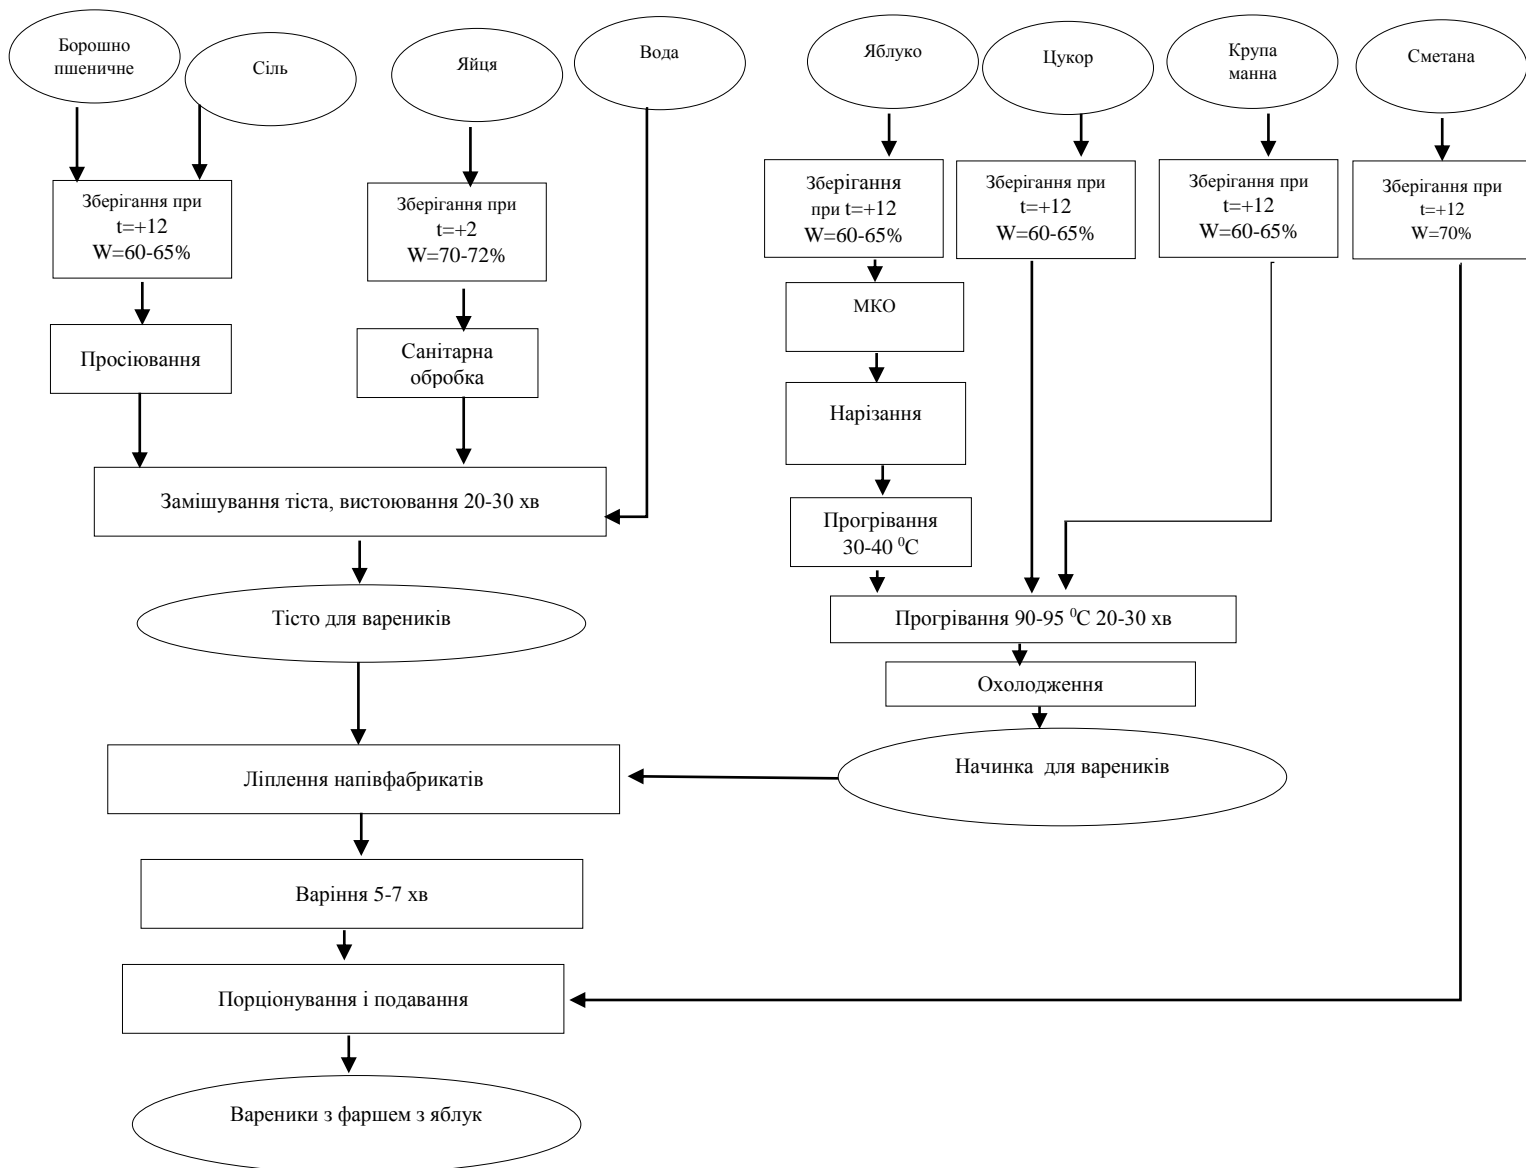 Борошно
пшеничне
Сіль
Яйця
Вода
Яблуко
Цукор
Крупа
манна
Сметана
Зберігання при
t=+12
W=60-65%
Зберігання при
t=+2
W=70-72%
Зберігання
при t=+12
W=60-65%
Зберігання при
t=+12
W=60-65%
Зберігання при
t=+12
W=60-65%
Зберігання при
t=+12
W=70%
МКО
Просіювання
Санітарна
обробка
Нарізання
Замішування тіста, вистоювання 20-30 хв
Прогрівання
30-40 ⁰С
Тісто для вареників
Прогрівання 90-95 ⁰С 20-30 хв
Охолодження
Ліплення напівфабрикатів
Начинка для вареників
Варіння 5-7 хв
Порціонування і подавання
Вареники з фаршем з яблук